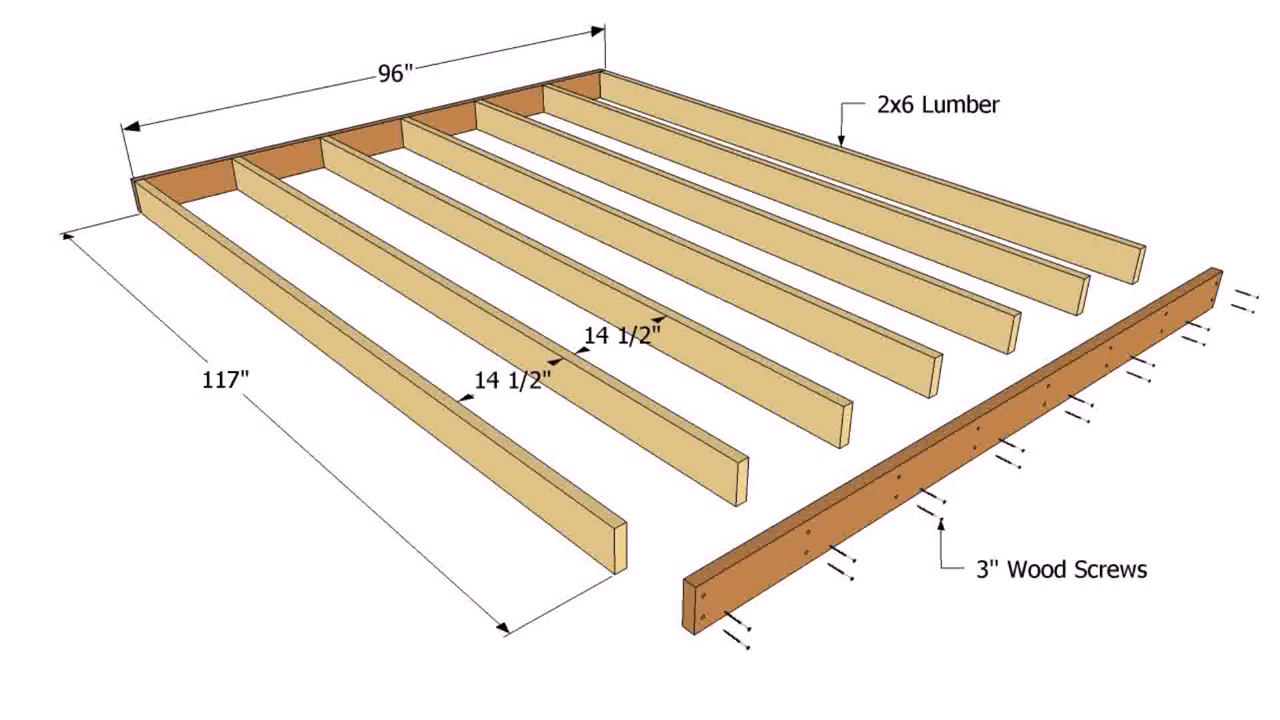 96"
2x6 Lumber
14 1/2"
14 1/2"
117"
3" Wood Screws